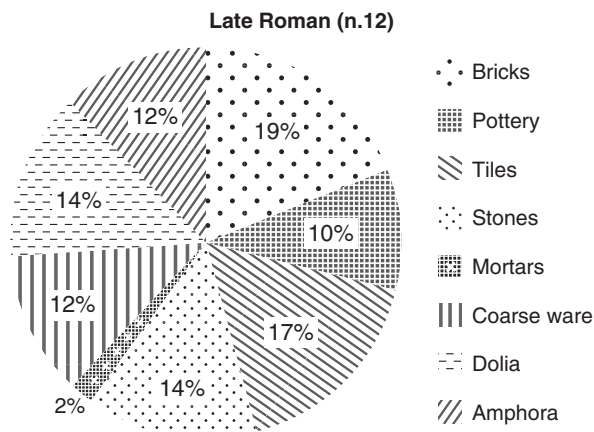 Late Roman (n.12)
12%
19%
14%
10%
12%
17%
2%
14%
Bricks
Pottery
Tiles
Stones
Mortars
Coarse ware
Dolia
Amphora